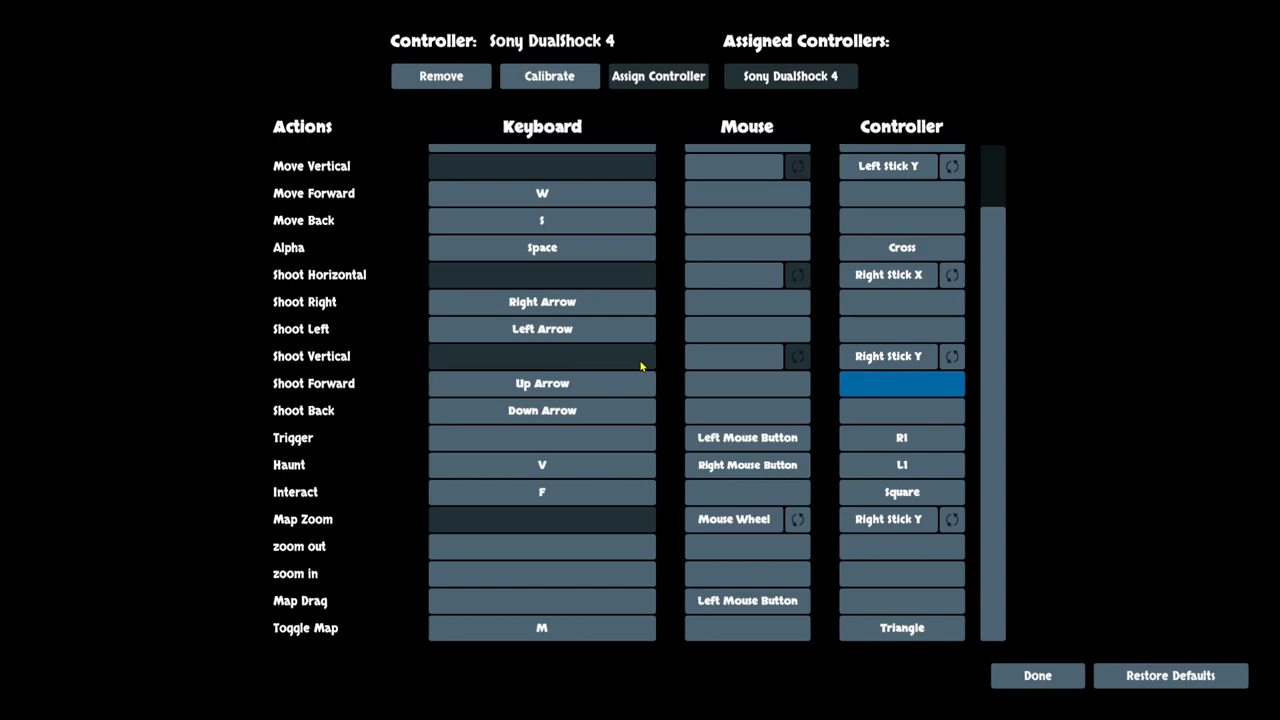 Controller: Sony DualShock 4 Assigned Controllers:
Remove Calibrate Assign Controller Sony DualShock 4
Actions Keyboard Mouse Controller
Move Vertical Left Stick Y
Move Forward W
Move Back S
Alpha Space Cross
Shoot Horizontal Right Stick X
Shoot Right Right Arrow
Shoot Left Left Arrow
Shoot Vertical Right Stick Y
Shoot Forward Up Arrow
Shoot Back Down Arrow
Trigger Left Mouse Button R1
Haunt V Right Mouse Button L1
Interact F Square
Map Zoom Mouse Wheel Right Stick Y
zoom out
zoom in
Map Drag Left Mouse Button
Toggle Map M Triangle
Done Restore Defaults